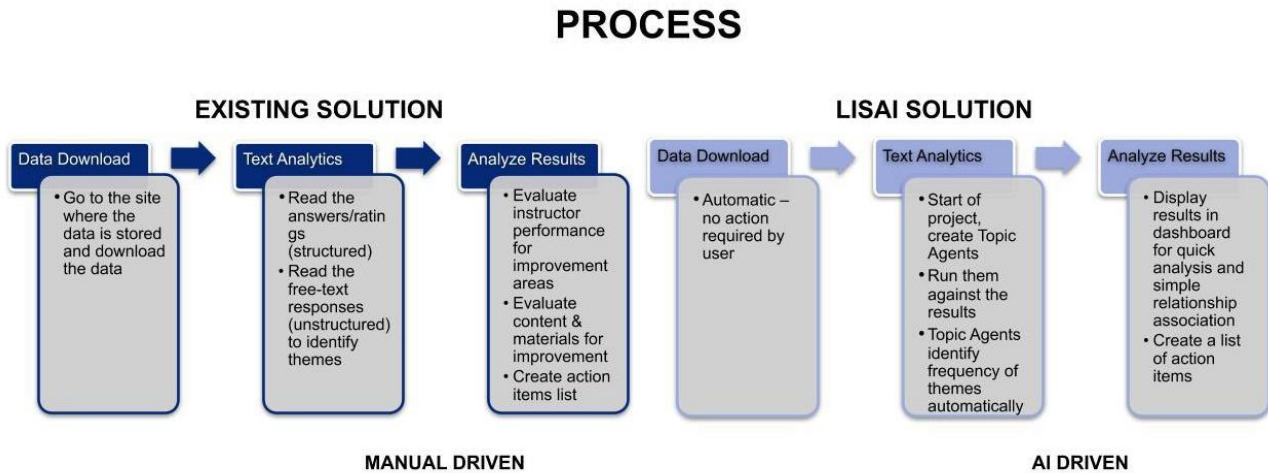 PROCESS
EXISTING SOLUTION
Data Download
• Go to the site
where the
data is stored
and download
the data
Text Analytics
• Read the
answers/ratin
gs
(structured)
• Read the
free-text
responses
(unstructured)
to identify
themes
Analyze Results
• Evaluate
instructor
performance
for
improvement
areas
• Evaluate
content &
materials for
improvement
• Create action
items list
MANUAL DRIVEN
LISAI SOLUTION
Data Download
• Automatic –
no action
required by
user
Text Analytics
• Start of
project,
create Topic
Agents
• Run them
against the
results
• Topic Agents
identify
frequency of
themes
automatically
Analyze Results
• Display
results in
dashboard
for quick
analysis and
simple
relationship
association
• Create a list
of action
items
AI DRIVEN